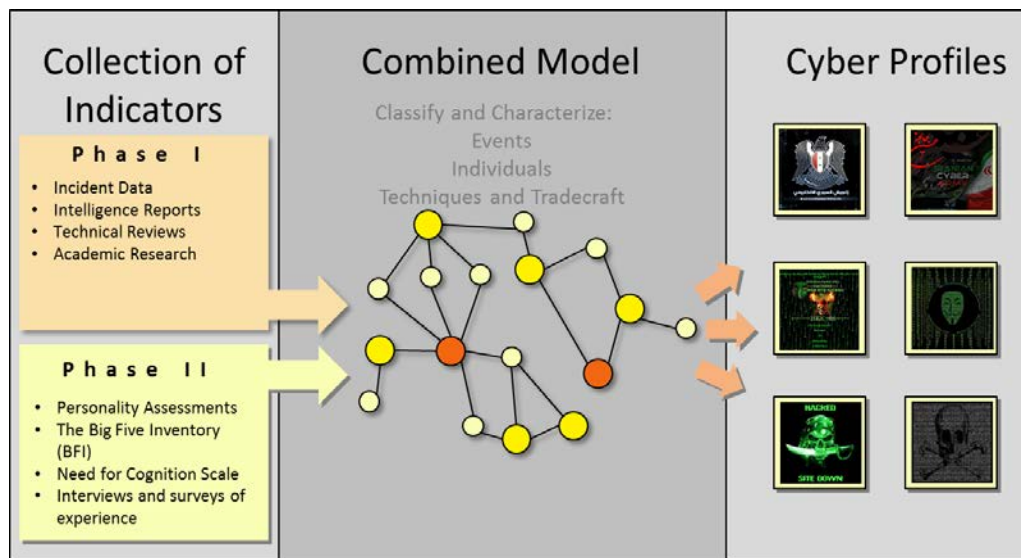 Collection of
Indicators
Phase I
• Incident Data
• Intelligence Reports
• Technical Reviews
• Academic Research
Phase II
• Personality Assessments
• The Big Five Inventory
(BFI)
• Need for Cognition Scale
• Interviews and surveys of
experience
Combined Model
Classify and Characterize:
Events
Individuals
Techniques and Tradecraft
Cyber Profiles
CYBER
HACKED
SITE DOWN